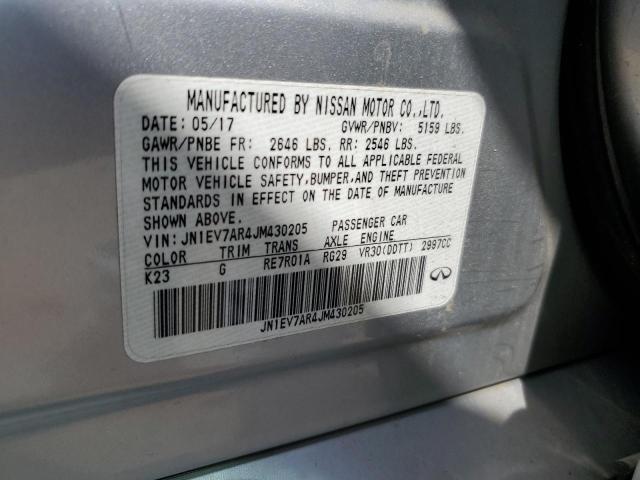 MANUFACTURED BY NISSAN MOTOR CO.,LTD.
DATE: 05/17 GVWR/PNBV: 5159 LBS.
GAWR/PNBE FR: 2646 LBS. RR: 2546 LBS.
THIS VEHICLE CONFORMS TO ALL APPLICABLE FEDERAL
MOTOR VEHICLE SAFETY,BUMPER,AND THEFT PREVENTION
STANDARDS IN EFFECT ON THE DATE OF MANUFACTURE
SHOWN ABOVE.
VIN: JN1EV7AR4JM430205 PASSENGER CAR
COLOR TRIM TRANS AXLE ENGINE
K23 G RE7R01A RG29 VR30(DDTT) 2997CC
JN1EV7AR4JM430205